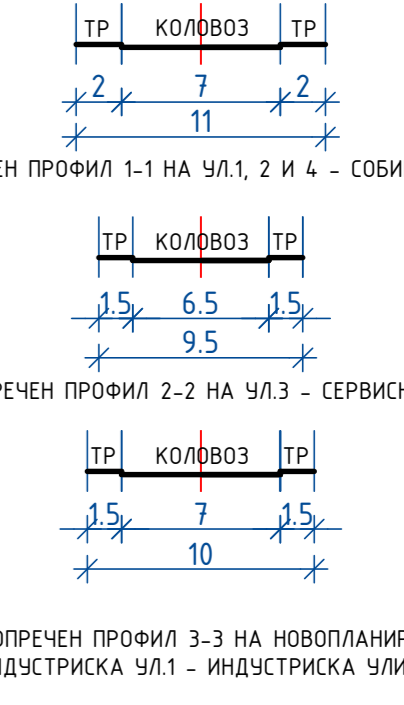 ТР КОЛОВОЗ ТР
2 7 2
11
ЕН ПРОФИЛ 1-1 НА УЛ.1, 2 И 4 - СОБИ
ТР КОЛОВОЗ ТР
1.5 6.5 1.5
9.5
РЕЧЕН ПРОФИЛ 2-2 НА УЛ.3 - СЕРВИСН
ТР КОЛОВОЗ ТР
1.5 7 1.5
10
ОПРЕЧЕН ПРОФИЛ 3-3 НА НОВОПЛАНИР
НДУСТРИСКА УЛ.1 - ИНДУСТРИСКА УЛИ